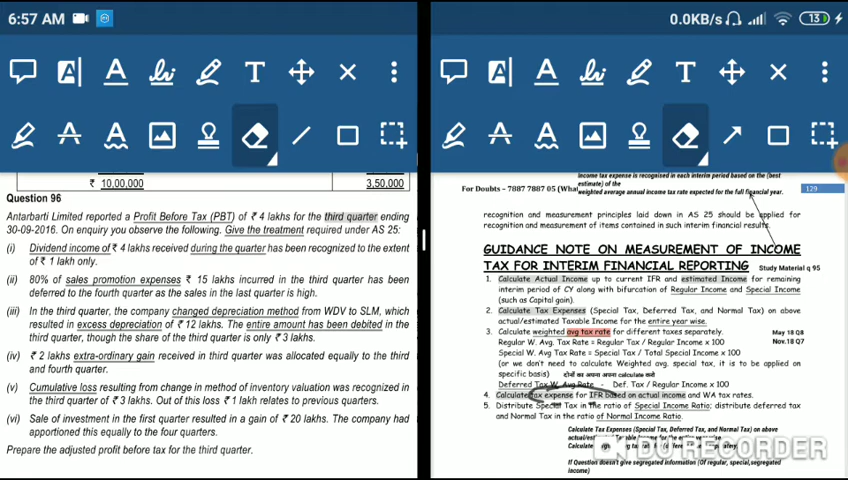 6:57 AM
0.0KB/s 13
₹ 10,00,000 3,50,000
Question 96
Antarbarti Limited reported a Profit Before Tax (PBT) of ₹ 4 lakhs for the third quarter ending
30-09-2016. On enquiry you observe the following. Give the treatment required under AS 25:
(i) Dividend income of ₹ 4 lakhs received during the quarter has been recognized to the extent
of ₹ 1 lakh only.
(ii) 80% of sales promotion expenses ₹ 15 lakhs incurred in the third quarter has been
deferred to the fourth quarter as the sales in the last quarter is high.
(iii) In the third quarter, the company changed depreciation method from WDV to SLM, which
resulted in excess depreciation of ₹ 12 lakhs. The entire amount has been debited in the
third quarter, though the share of the third quarter is only ₹ 3 lakhs.
(iv) ₹ 2 lakhs extra-ordinary gain received in third quarter was allocated equally to the
third and fourth quarter.
(v) Cumulative loss resulting from change in method of inventory valuation was recognized in
the third quarter of ₹ 3 lakhs. Out of this loss ₹ 1 lakh relates to previous quarters.
(vi) Sale of investment in the first quarter resulted in a gain of ₹ 20 lakhs. The company had
apportioned this equally to the four quarters.
Prepare the adjusted profit before tax for the third quarter.
income tax expense is recognised in each interim period based on the (best
estimate) of the
For Doubts – 7887 7887 05 (What
weighted average annual income tax rate expected for the full financial year.
129
recognition and measurement principles laid down in AS 25 should be applied for
recognition and measurement of items contained in such interim financial results.
GUIDANCE NOTE ON MEASUREMENT OF INCOME
TAX FOR INTERIM FINANCIAL REPORTING Study Material q 95
1. Calculate Actual Income up to current IFR and estimated Income for remaining
interim period of CY along with bifurcation of Regular Income and Special Income
(such as Capital gain).
2. Calculate Tax Expenses (Special Tax, Deferred Tax, and Normal Tax) on above
actual/estimated Taxable Income for the entire year wise.
3. Calculate weighted avg tax rate for different taxes separately. May 18 Q8
Regular W. Avg. Tax Rate = Regular Tax / Regular Income x 100 Nov.18 Q7
Special W. Avg Tax Rate = Special Tax / Total Special Income x 100
(or we don't need to calculate Weighted avg. special tax, it is to be applied on
specific basis) दोनों का अपना अपना calculate करो
Deferred Tax W. Avg Rate - Def. Tax / Regular Income x 100
4. Calculate tax expense for IFR based on actual income and WA tax rates.
5. Distribute Special Tax in the ratio of Special Income Ratio; distribute deferred tax
and Normal Tax in the ratio of Normal Income Ratio.
Calculate Tax Expenses (Special Tax, Deferred Tax, and Normal Tax) on above
actual/estimated Taxable Income for the entire year wise.
If Question doesn't give segregated information (Of regular, special,segregated
income)
DU RECORDER